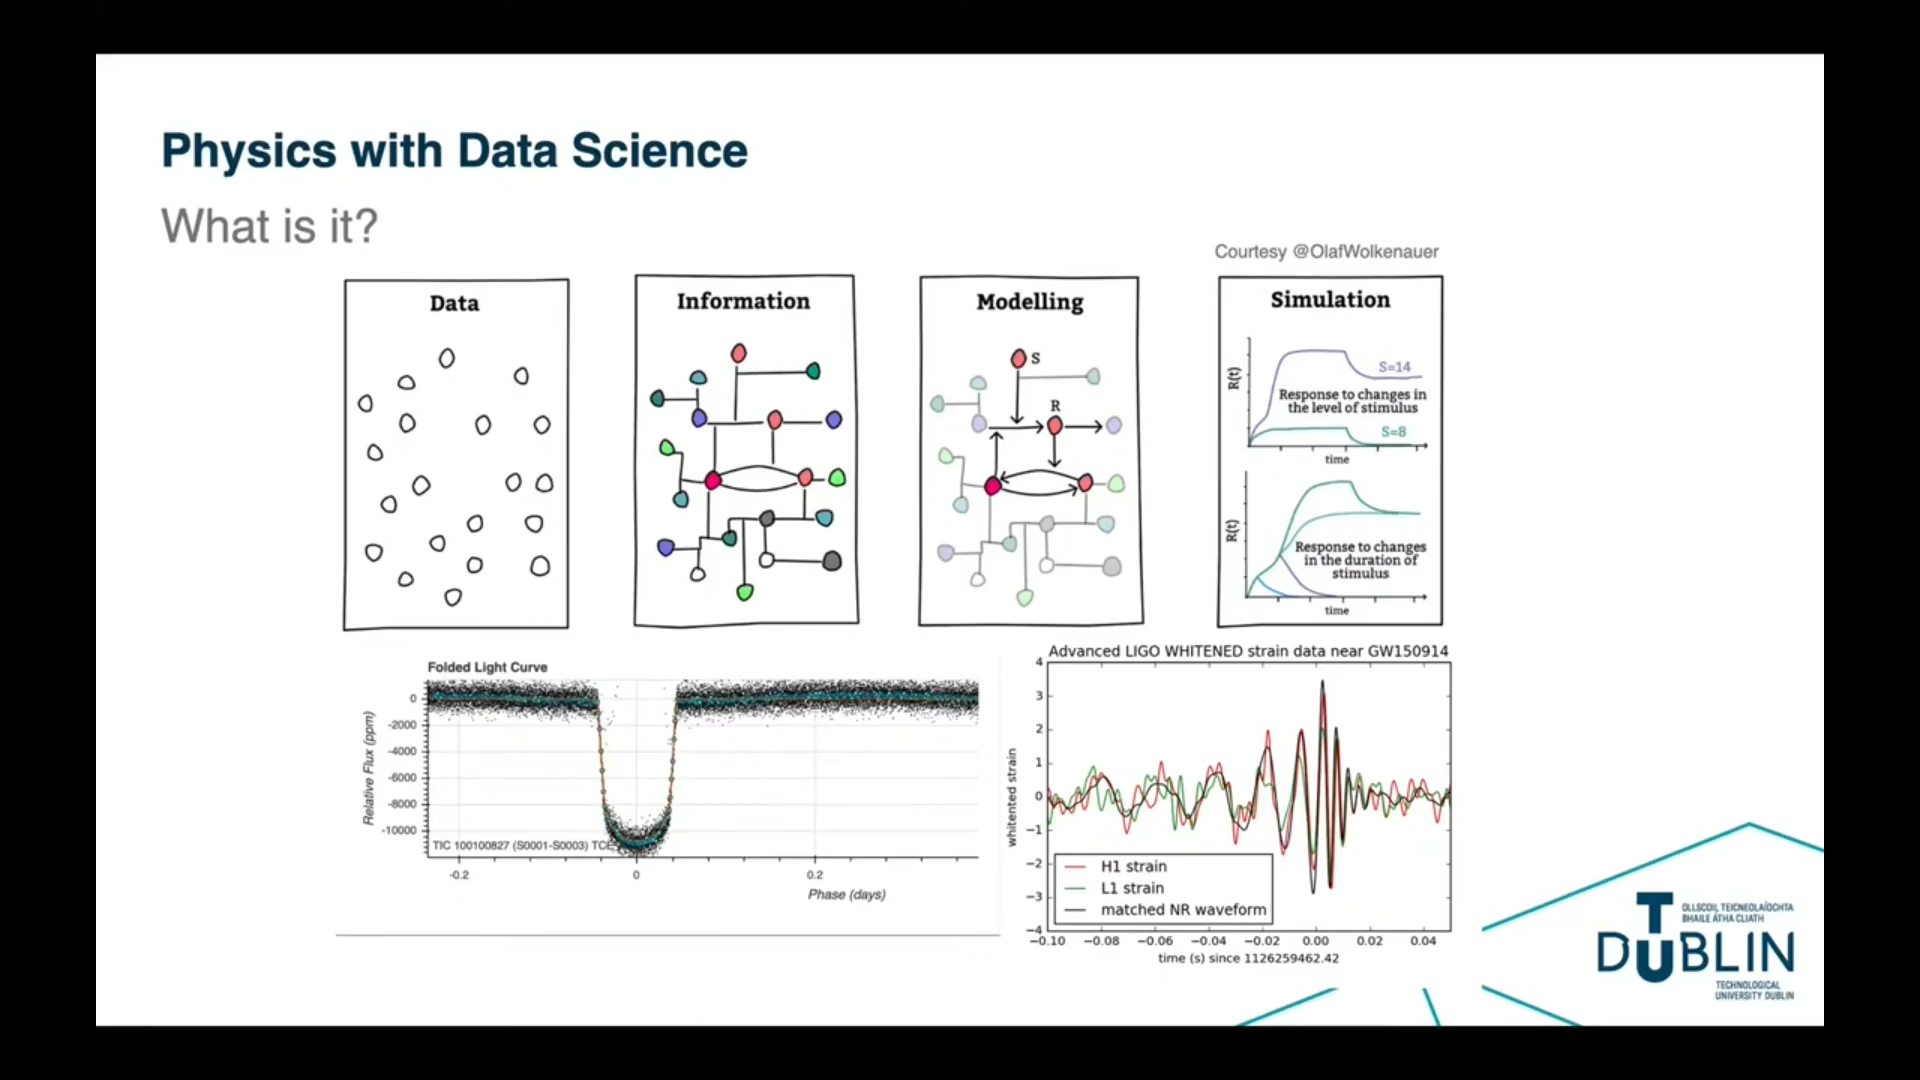 Physics with Data Science
What is it?
Courtesy @OlafWolkenauer
Data
Information
Modelling
S
R
Simulation
R(t)
S=14
Response to changes in
the level of stimulus
S=8
time
R(t)
Response to changes
in the duration of
stimulus
time
Folded Light Curve
Relative Flux (ppm)
0
-2000
-4000
-6000
-8000
-10000
TIC 100100827 (S0001-S0003) TCE
-0.2
0
0.2
Phase (days)
Advanced LIGO WHITENED strain data near GW150914
whitented strain
4
3
2
1
0
−1
−2
−3
−4
H1 strain
L1 strain
matched NR waveform
−0.10
−0.08
−0.06
−0.04
−0.02
0.00
0.02
0.04
time (s) since 1126259462.42
OLLSCOIL TEICNEOLAÍOCHTA
BHAILE ÁTHA CLIATH
T
DUBLIN
TECHNOLOGICAL
UNIVERSITY DUBLIN